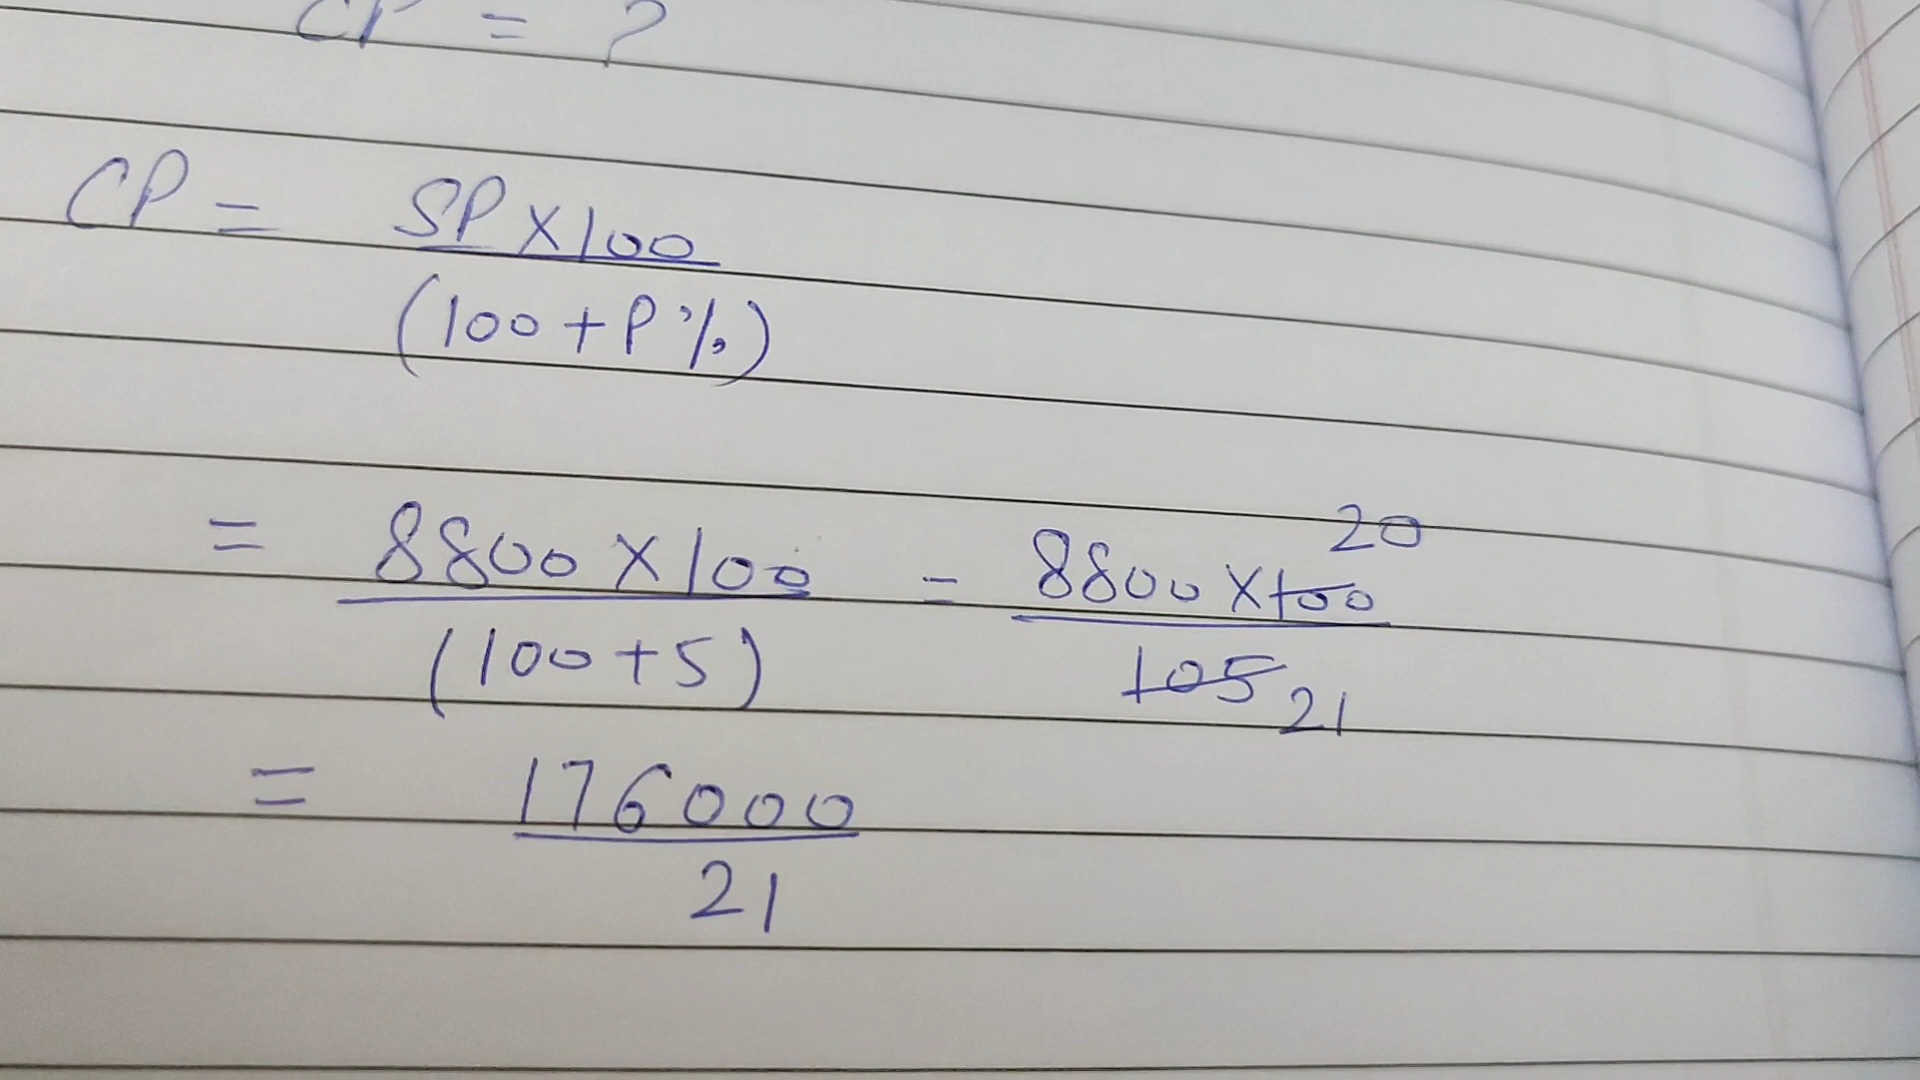 CP = ?
CP = SP X 100
(100 + P%)
= 8800 X 100 = 8800 X 100 20
(100 + 5) 105 21
= 176000
21